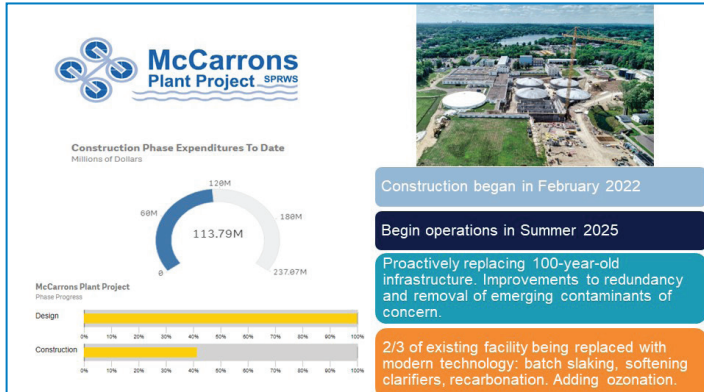 McCarrons
Plant Project SPRWS
Construction Phase Expenditures To Date
Millions of Dollars
120M
60M
180M
113.79M
0
237.07M
Construction began in February 2022
Begin operations in Summer 2025
Proactively replacing 100-year-old
infrastructure. Improvements to redundancy
and removal of emerging contaminants of
concern.
2/3 of existing facility being replaced with
modern technology: batch slaking, softening
clarifiers, recarbonation. Adding ozonation.
McCarrons Plant Project
Phase Progress
Design
0% 10% 20% 30% 40% 50% 60% 70% 80% 90% 100%
Construction
0% 10% 20% 30% 40% 50% 60% 70% 80% 90% 100%